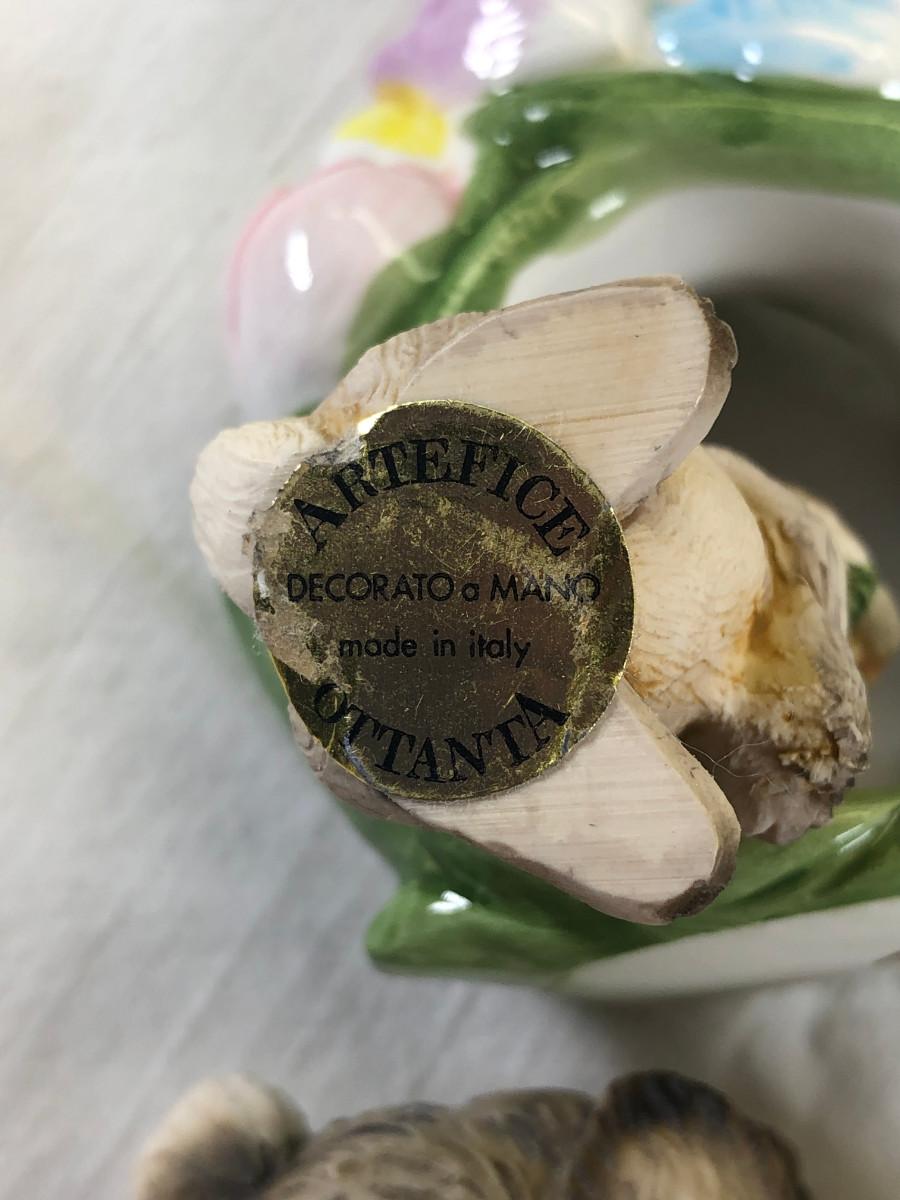 ARTEFICE
DECORATO a MANO
made in italy
OTTANTA